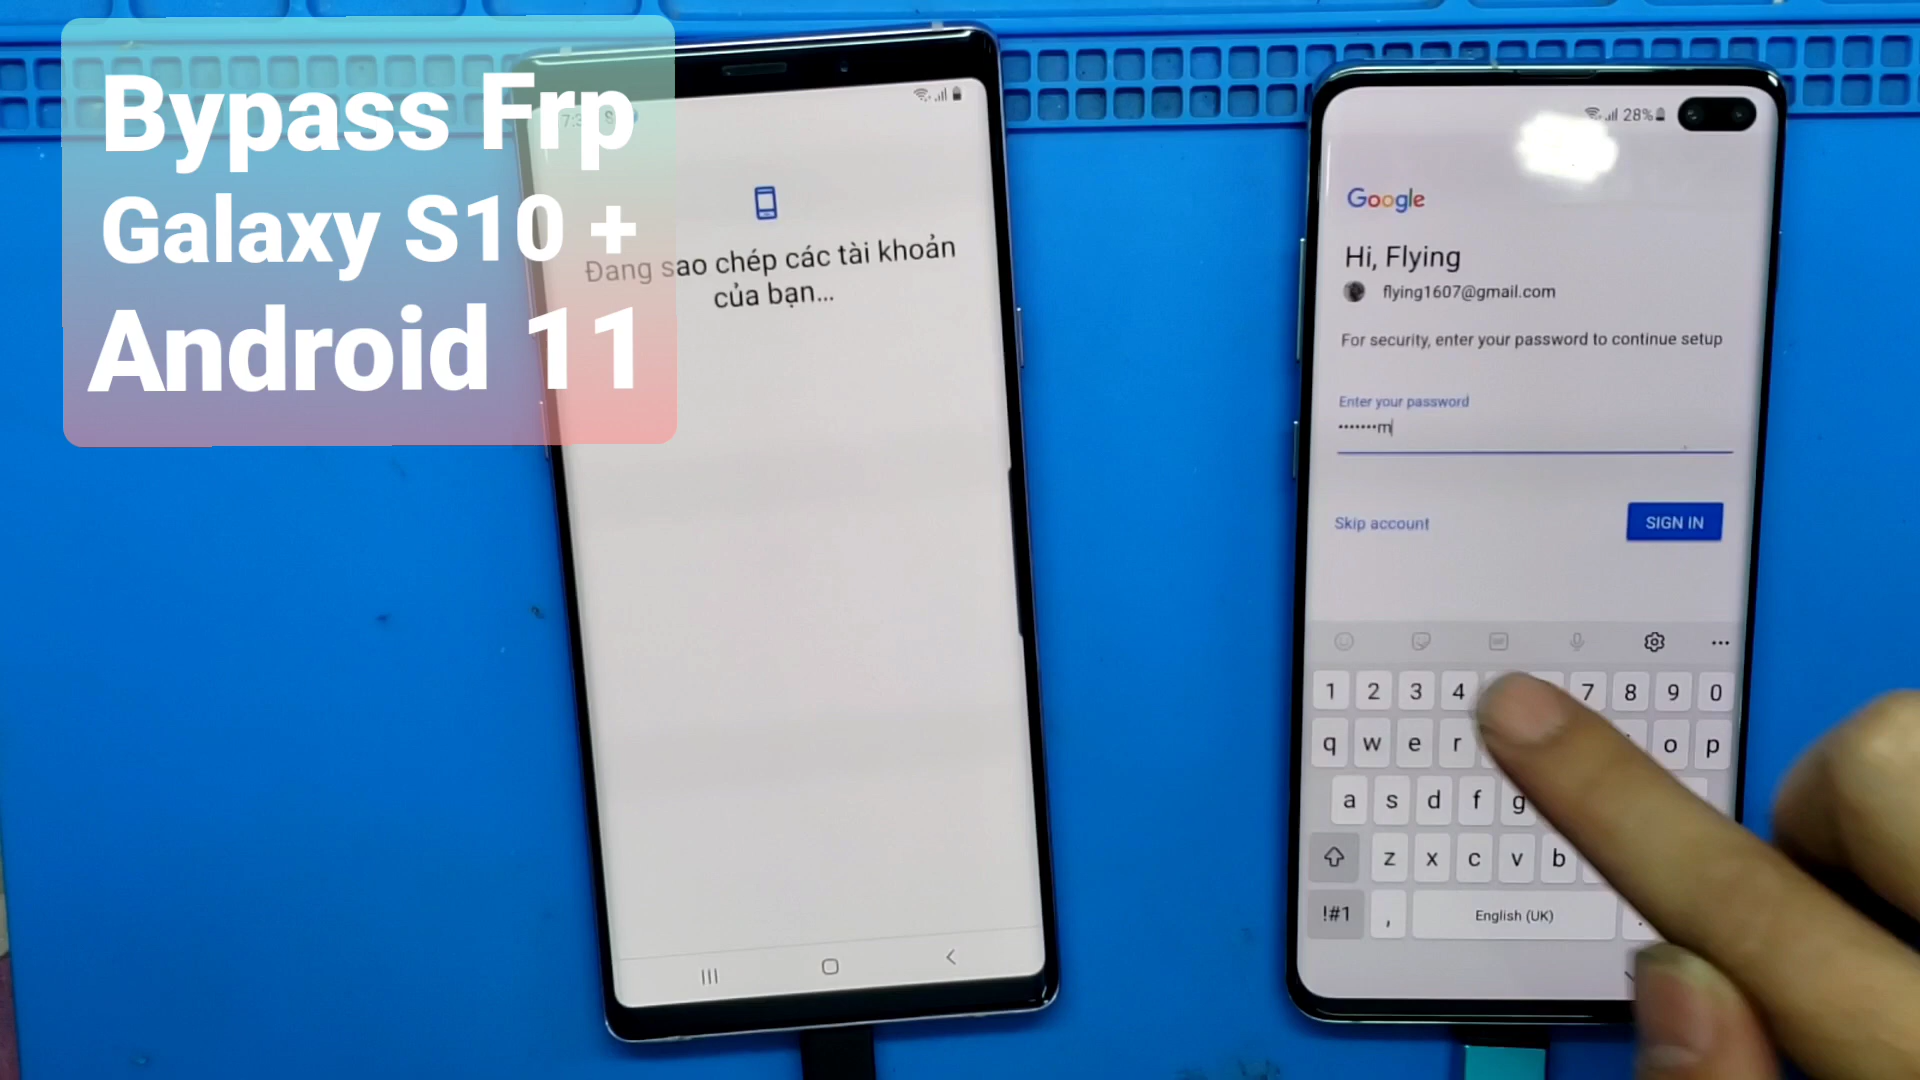 Bypass Frp
Galaxy S10 +
Android 11
Đang sao chép các tài khoản
của bạn...
28%
Google
Hi, Flying
flying1607@gmail.com
For security, enter your password to continue setup
Enter your password
•••••••m
Skip account
SIGN IN
1 2 3 4 7 8 9 0
q w e r o p
a s d f g
z x c v b
!#1 , English (UK) .